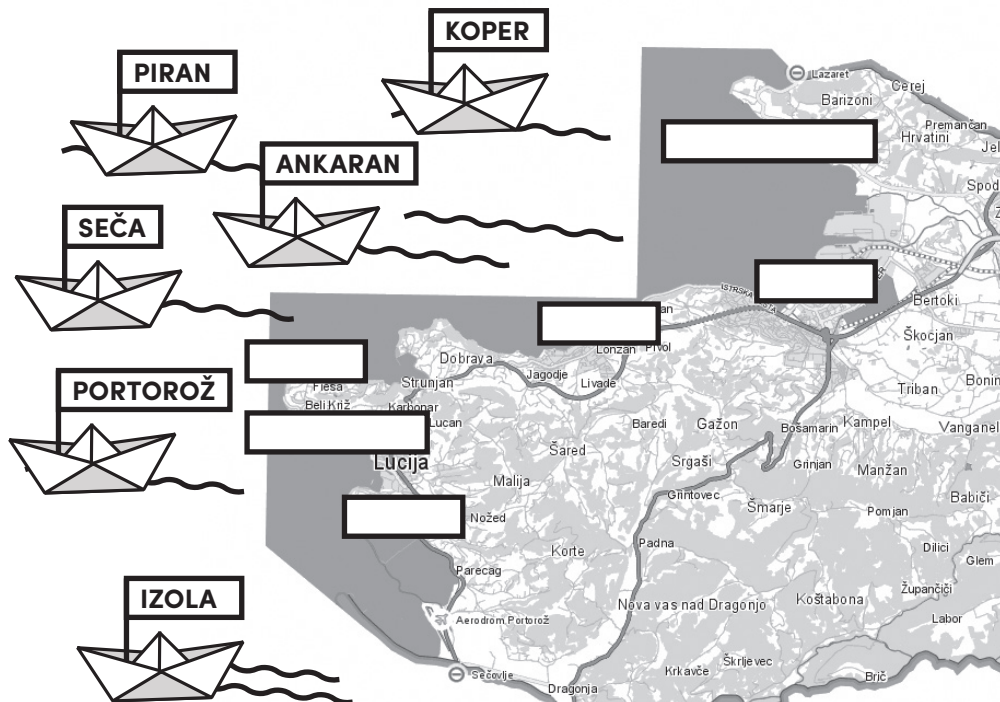 KOPER
PIRAN
ANKARAN
SEČA
PORTOROŽ
IZOLA
Lazaret
Cerej
Barizoni
Premančan
Hrvatini
Bertoki
Škocjan
Dobrava
Lonzan
Pivol
Jagodje
Livade
Strunjan
Fiesa
Beli Križ
Karbonar
Lucan
Lucija
Triban
Baredi
Gažon
Bošamarin
Kampel
Vanganel
Šared
Srgaši
Grinjan
Manžan
Malija
Grintovec
Šmarje
Babiči
Pomjan
Nožed
Korte
Padna
Dilici
Glem
Parecag
Župančiči
Koštabona
Nova vas nad Dragonjo
Labor
Aerodrom Portorož
Škrljevec
Krkavče
Brič
Sečovlje
Dragonja